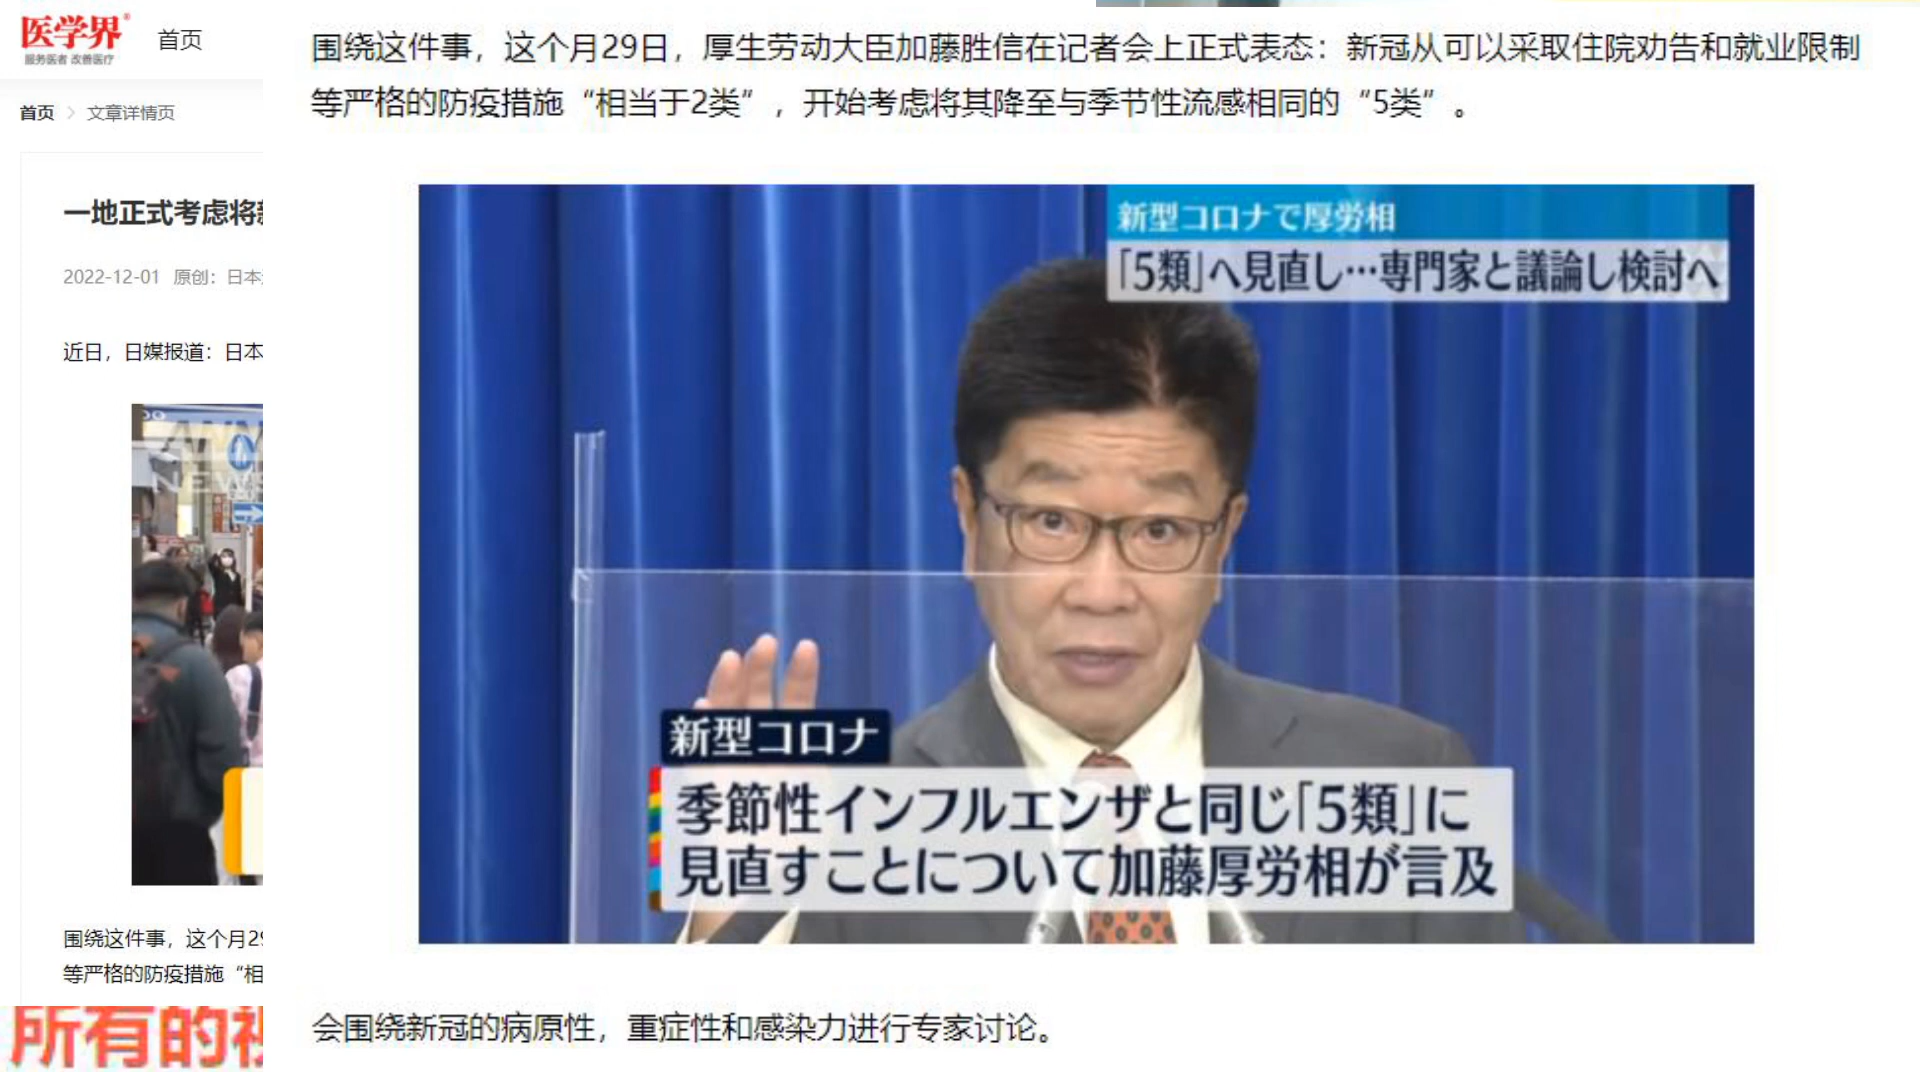 医学界
服务医者 改善医疗
首页
首页 > 文章详情页
一地正式考虑将
2022-12-01 原创：日本
近日，日媒报道：日本
NEWS
围绕这件事，这个月29
等严格的防疫措施“相
所有的视
围绕这件事，这个月29日，厚生劳动大臣加藤胜信在记者会上正式表态：新冠从可以采取住院劝告和就业限制
等严格的防疫措施“相当于2类”，开始考虑将其降至与季节性流感相同的“5类”。
新型コロナで厚労相
「5類」へ見直し…専門家と議論し検討へ
新型コロナ
季節性インフルエンザと同じ「5類」に
見直すことについて加藤厚労相が言及
会围绕新冠的病原性，重症性和感染力进行专家讨论。